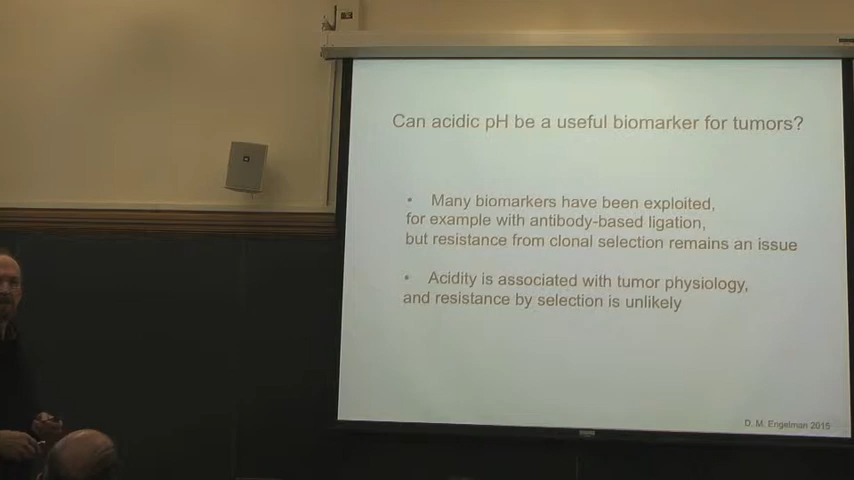 Can acidic pH be a useful biomarker for tumors?
• Many biomarkers have been exploited,
for example with antibody-based ligation,
but resistance from clonal selection remains an issue
• Acidity is associated with tumor physiology,
and resistance by selection is unlikely
D. M. Engelman 2015